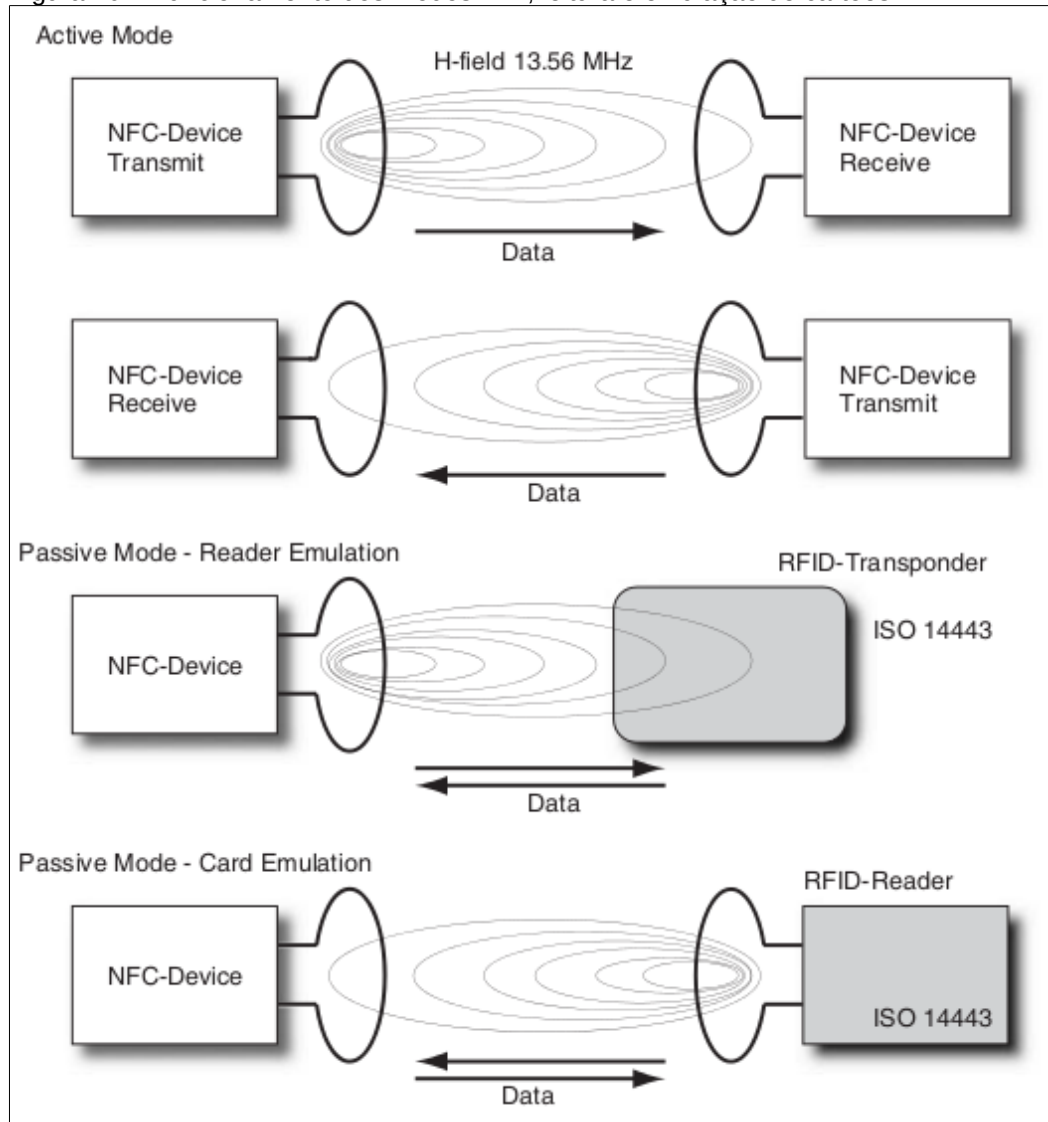 Active Mode
H-field 13.56 MHz
NFC-Device
Transmit
NFC-Device
Receive
Data
NFC-Device
Receive
NFC-Device
Transmit
Data
Passive Mode - Reader Emulation
RFID-Transponder
NFC-Device
ISO 14443
Data
Passive Mode - Card Emulation
RFID-Reader
NFC-Device
ISO 14443
Data